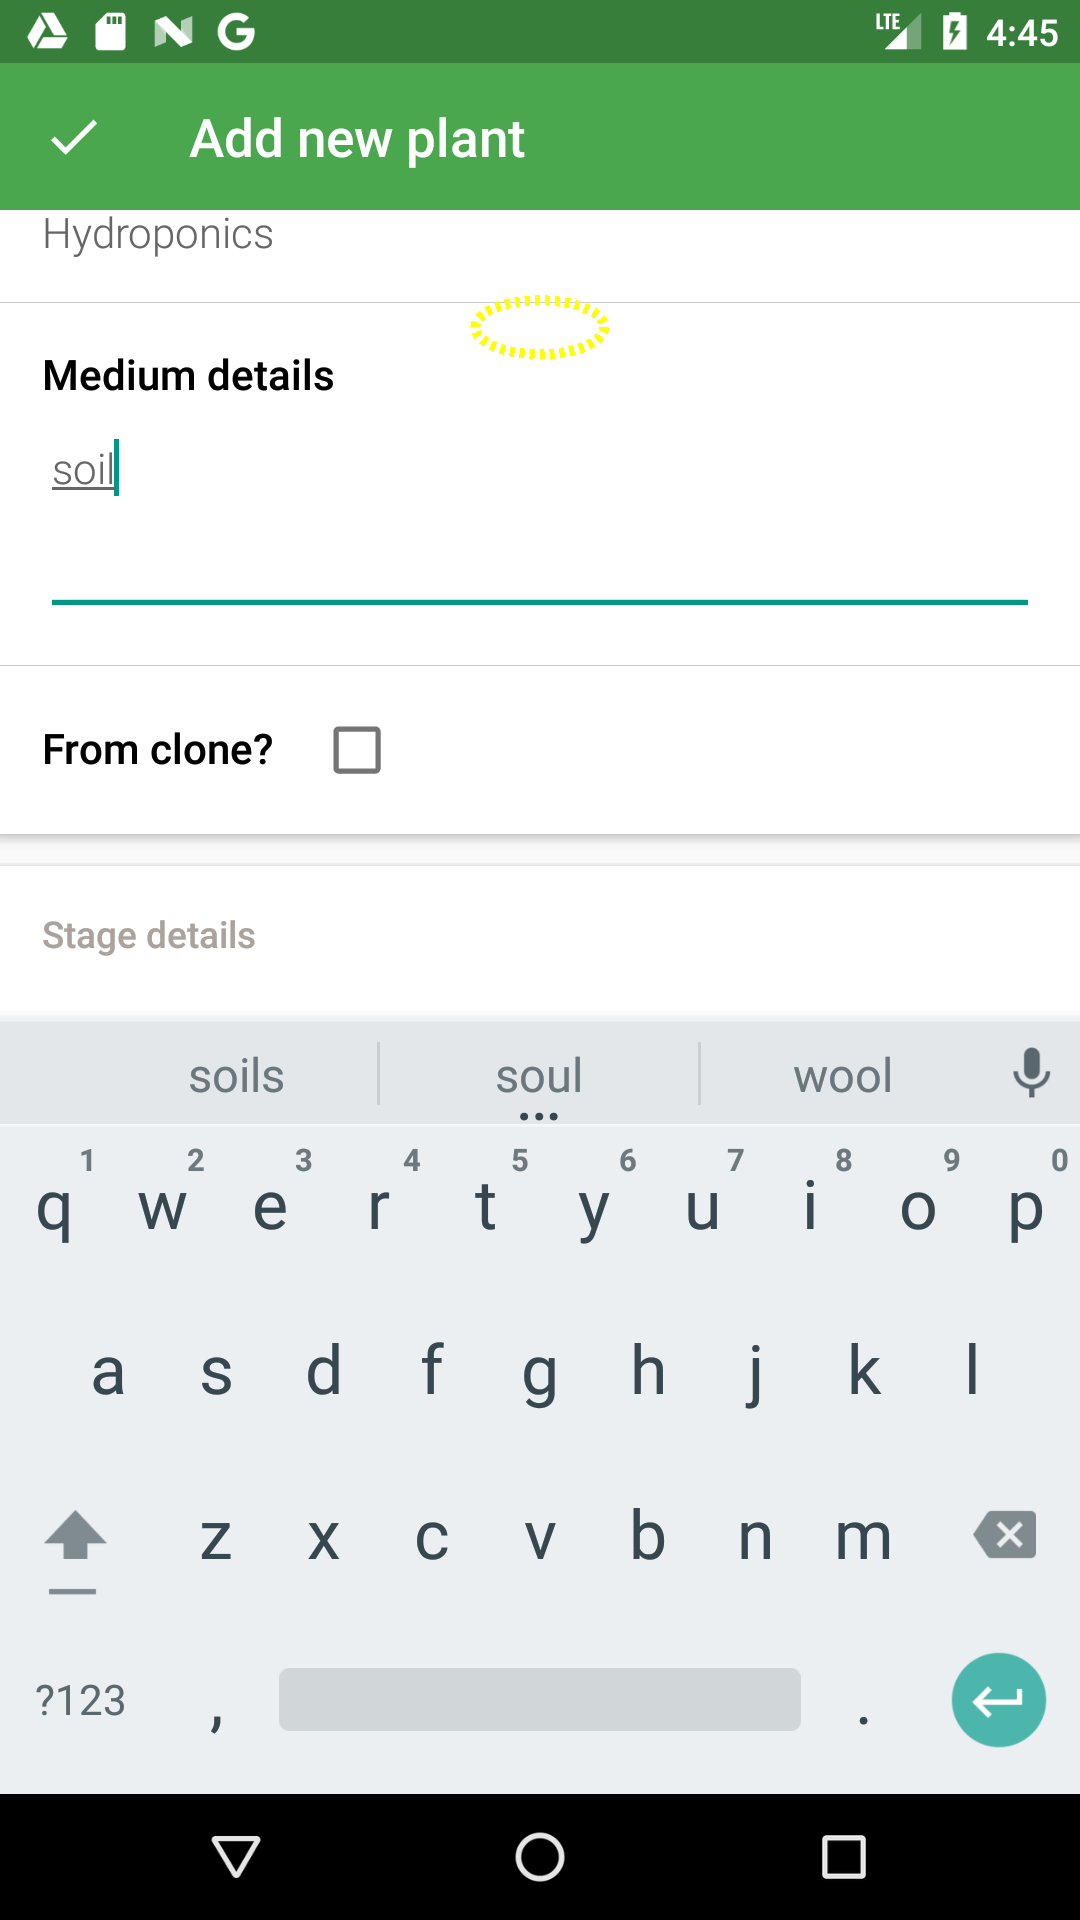 LTE 4:45
Add new plant
Hydroponics
Medium details
soil
From clone?
Stage details
soils soul wool
1 2 3 4 5 6 7 8 9 0
q w e r t y u i o p
a s d f g h j k l
z x c v b n m
?123 , .